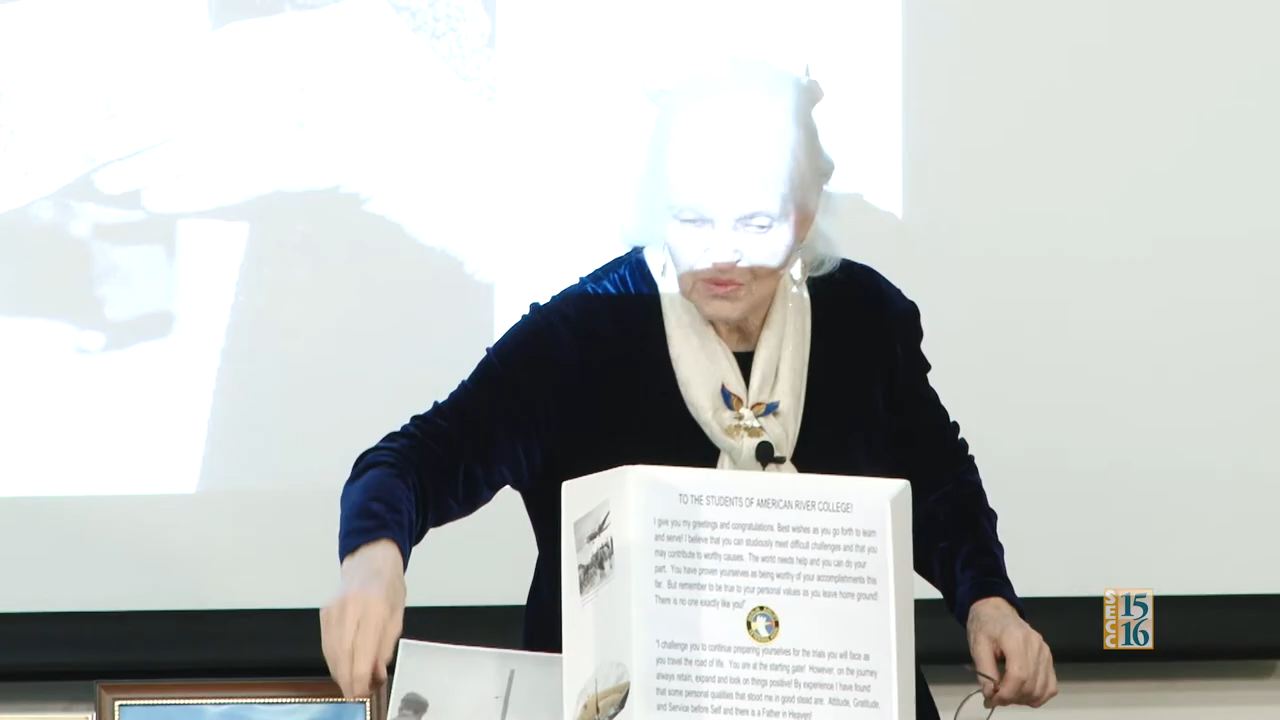 TO THE STUDENTS OF AMERICAN RIVER COLLEGE!
I give you my greetings and congratulations. Best wishes as you go forth to learn
and serve! I believe that you can studiously meet difficult challenges and that you
may contribute to worthy causes. The world needs help and you can do your
part. You have proven yourselves as being worthy of your accomplishments this
far. But remember to be true to your personal values as you leave home ground!
There is no one exactly like you!"
"I challenge you to continue preparing yourselves for the trials you will face as
you travel the road of life. You are at the starting gate! However, on the journey
always retain, expand and look on things positive! By experience I have found
that some personal qualities that stood me in good stead are: Attitude, Gratitude,
and Service before Self and there is a Father in Heaven!
SECC
15
16